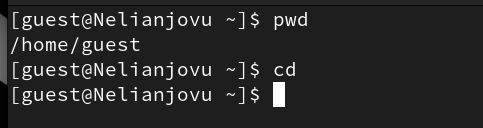 [guest@Nelianjovu ~]$ pwd
/home/guest
[guest@Nelianjovu ~]$ cd
[guest@Nelianjovu ~]$